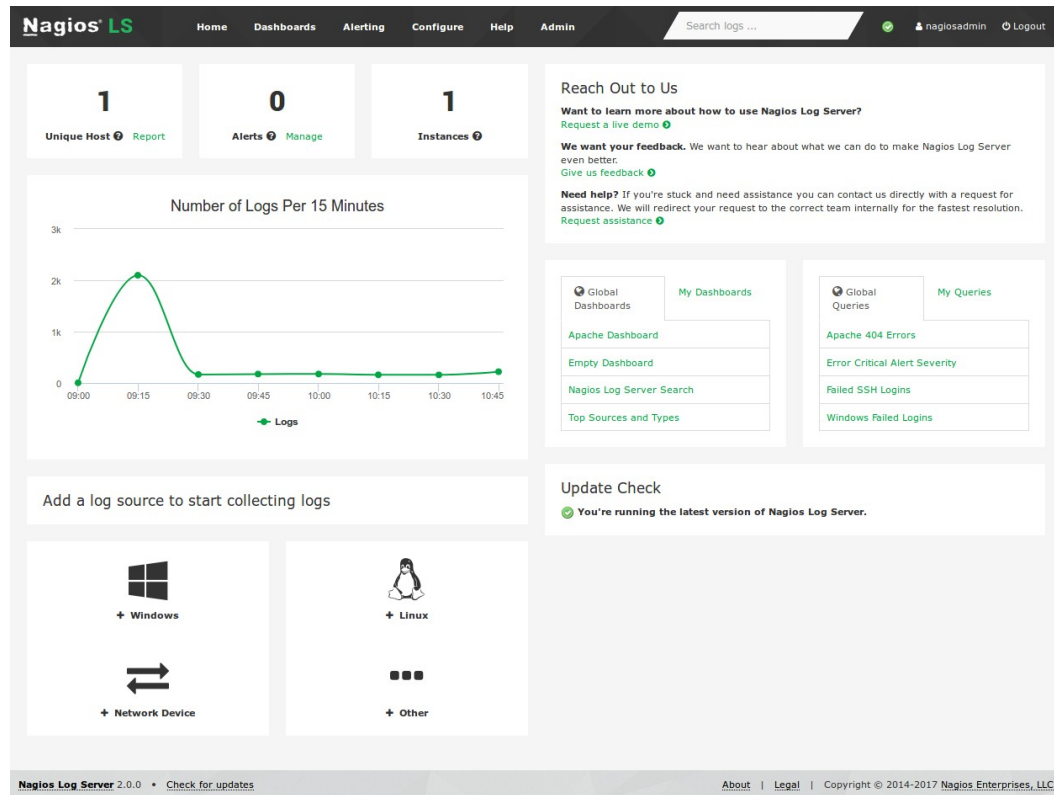 Nagios® LS Home Dashboards Alerting Configure Help Admin Search logs ... nagiosadmin Logout
1
Unique Host Report
0
Alerts Manage
1
Instances
Number of Logs Per 15 Minutes
3k
2k
1k
0
09:00 09:15 09:30 09:45 10:00 10:15 10:30 10:45
Logs
Add a log source to start collecting logs
+ Windows
+ Linux
+ Network Device
+ Other
Reach Out to Us
Want to learn more about how to use Nagios Log Server?
Request a live demo
We want your feedback. We want to hear about what we can do to make Nagios Log Server
even better.
Give us feedback
Need help? If you're stuck and need assistance you can contact us directly with a request for
assistance. We will redirect your request to the correct team internally for the fastest resolution.
Request assistance
Global
Dashboards
My Dashboards
Apache Dashboard
Empty Dashboard
Nagios Log Server Search
Top Sources and Types
Global
Queries
My Queries
Apache 404 Errors
Error Critical Alert Severity
Failed SSH Logins
Windows Failed Logins
Update Check
You're running the latest version of Nagios Log Server.
Nagios Log Server 2.0.0 • Check for updates
About | Legal | Copyright © 2014-2017 Nagios Enterprises, LLC